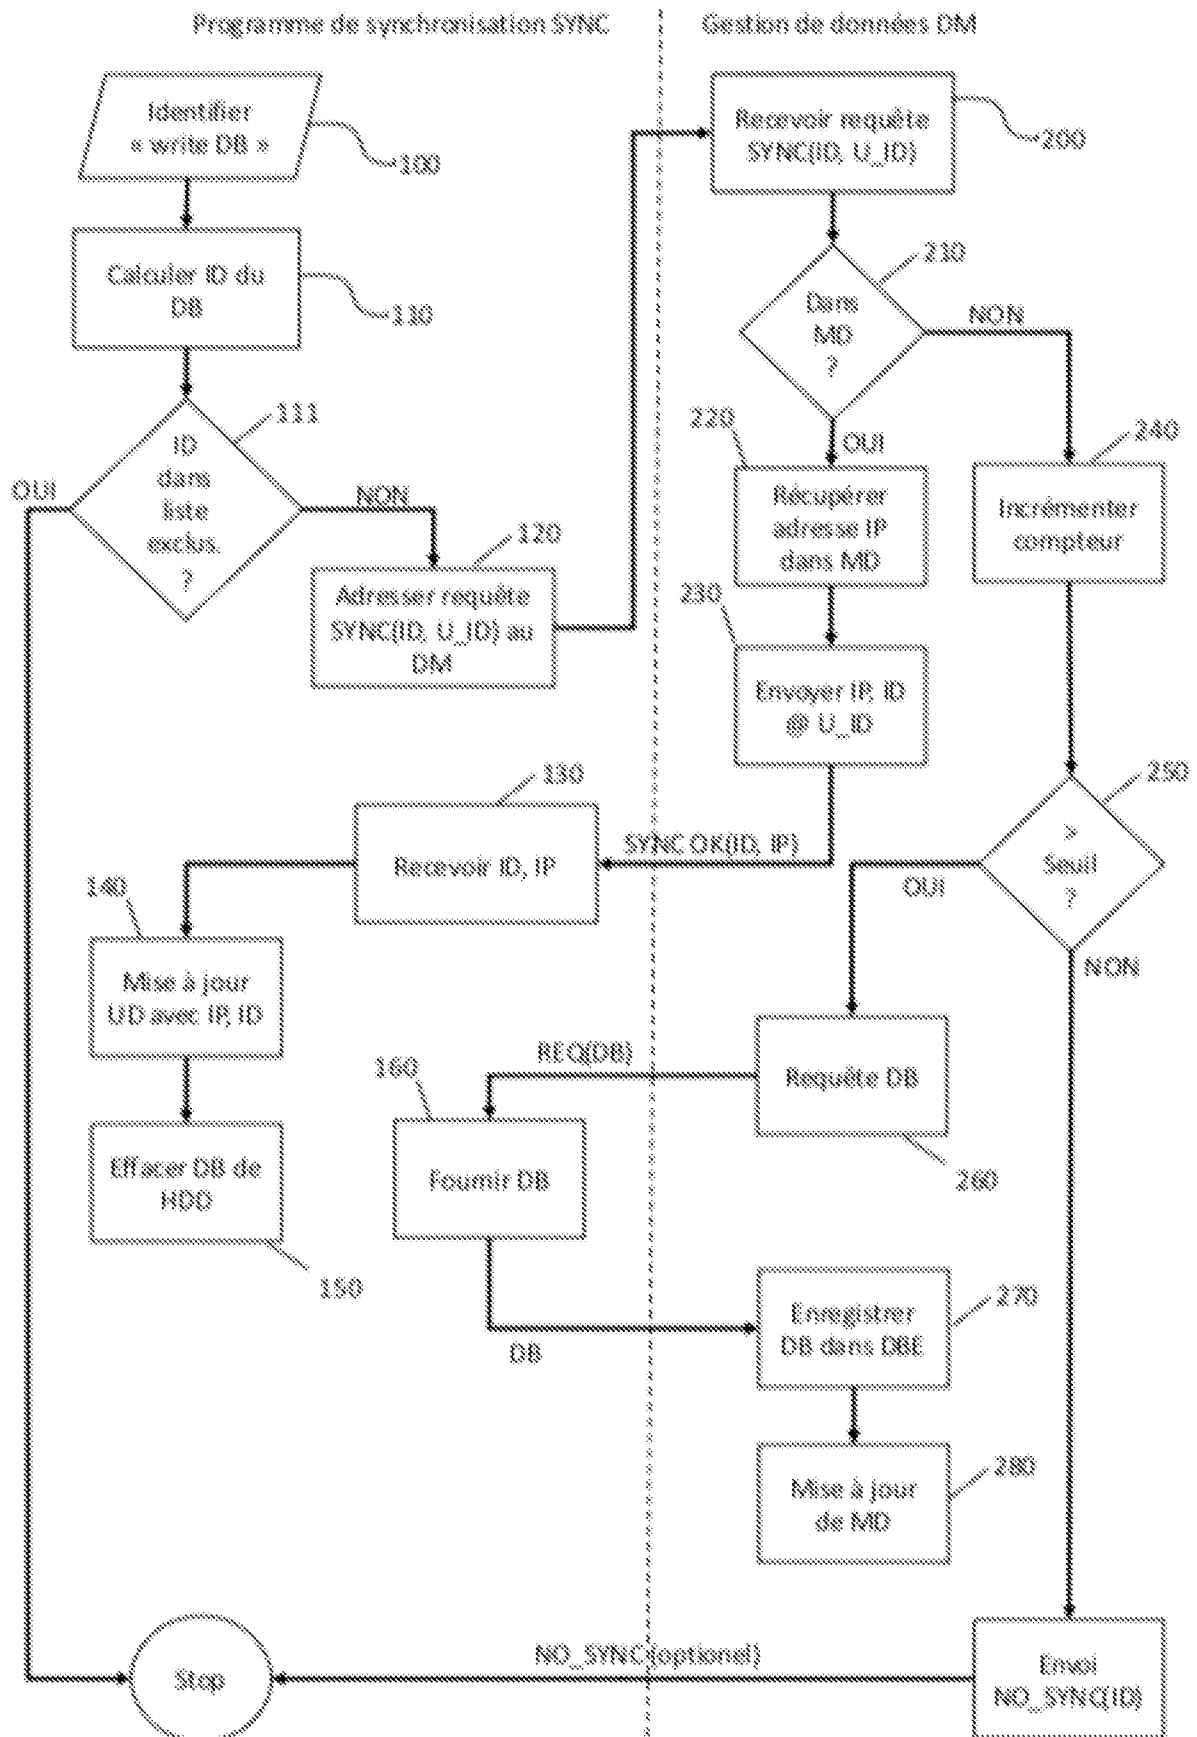 Programme de synchronisation SYNC
Gestion de données DM
Identifier
« write DB »
100
Calculer ID du
DB
110
ID
dans
liste
exclus.
?
111
OUI
NON
120
Adresser requête
SYNC(ID, U_ID) au
DM
Recevoir requête
SYNC(ID, U_ID)
200
Dans
MD
?
210
NON
OUI
220
Récupérer
adresse IP
dans MD
230
Envoyer IP, ID
@ U_ID
240
Incrémenter
compteur
250
>
Seuil
?
OUI
NON
SYNC OK(ID, IP)
130
Recevoir ID, IP
140
Mise à jour
UD avec IP, ID
Effacer DB de
HDD
150
REQ(DB)
Requête DB
260
160
Fournir DB
DB
Enregistrer
DB dans DBE
270
Mise à jour
de MD
280
Envoi
NO_SYNC(ID)
NO_SYNC (optionel)
Stop